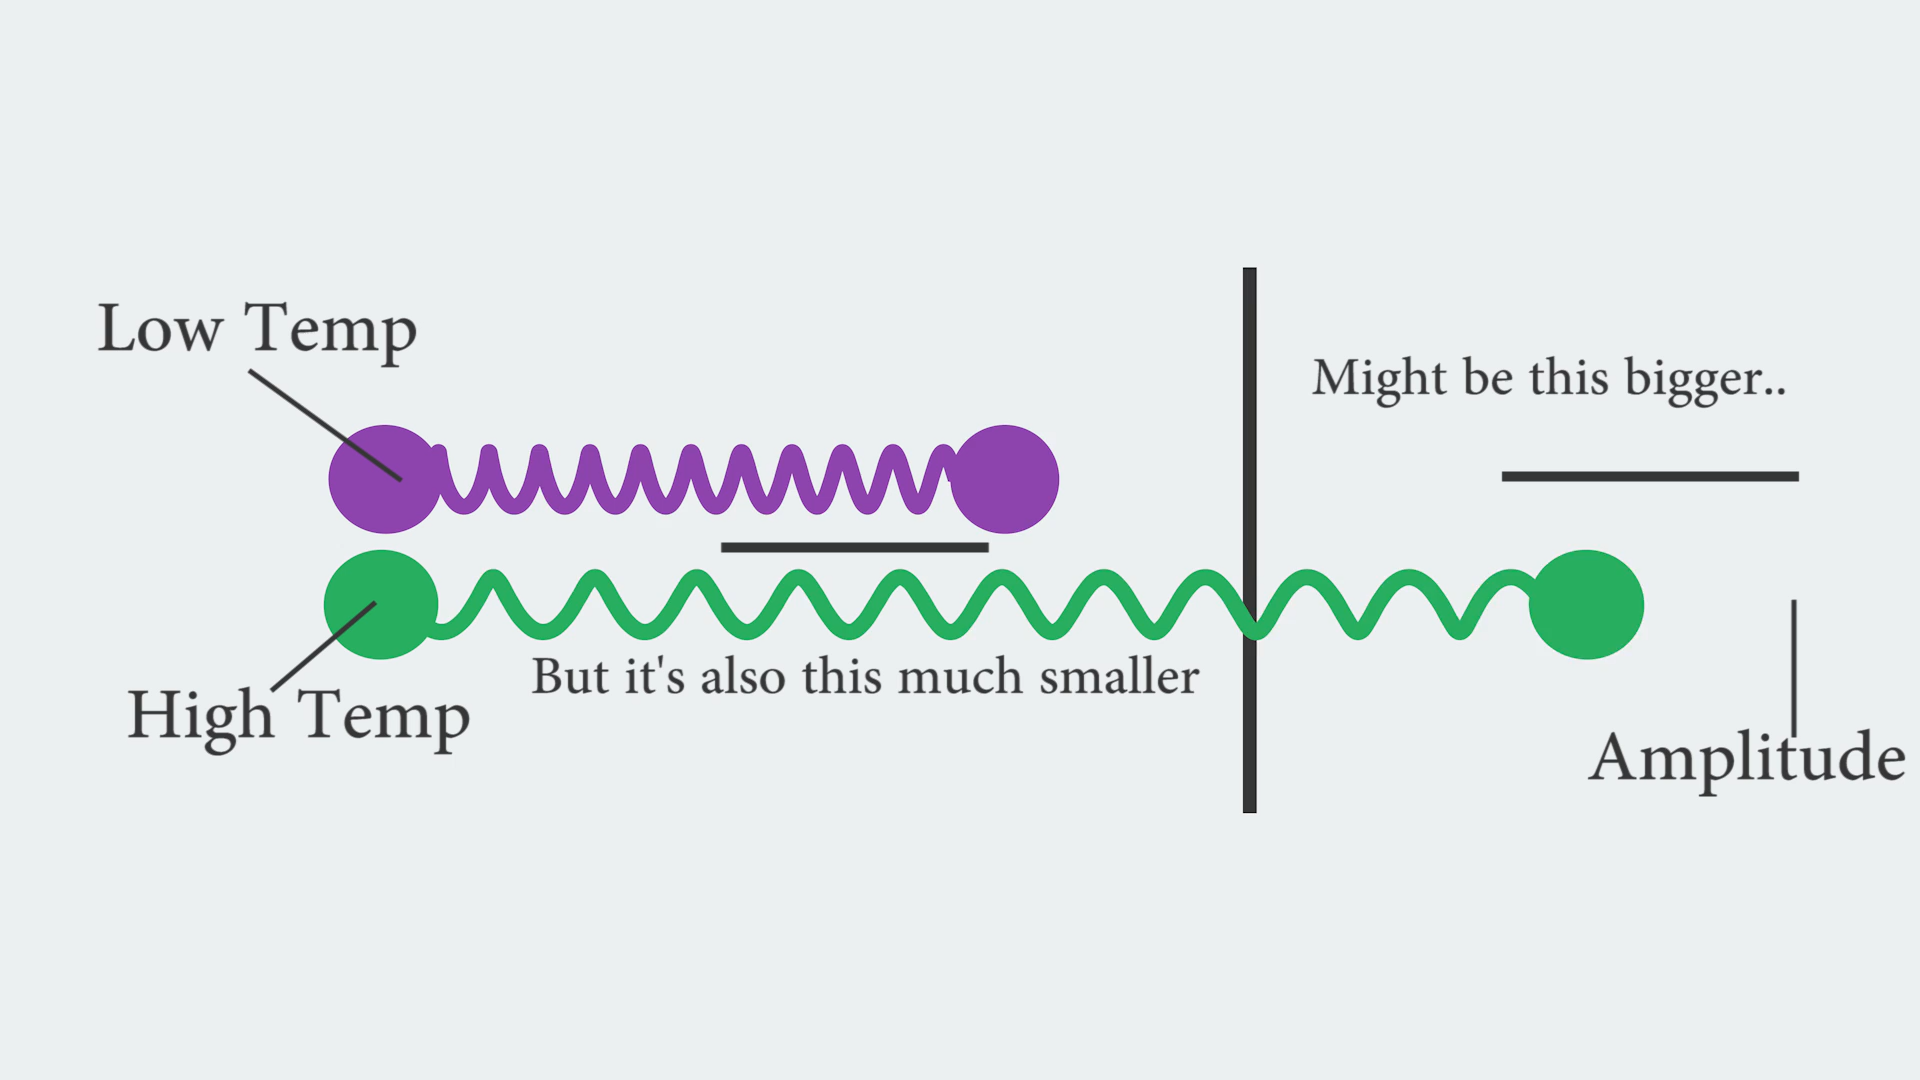 Low Temp
Might be this bigger..
But it's also this much smaller
High Temp
Amplitude